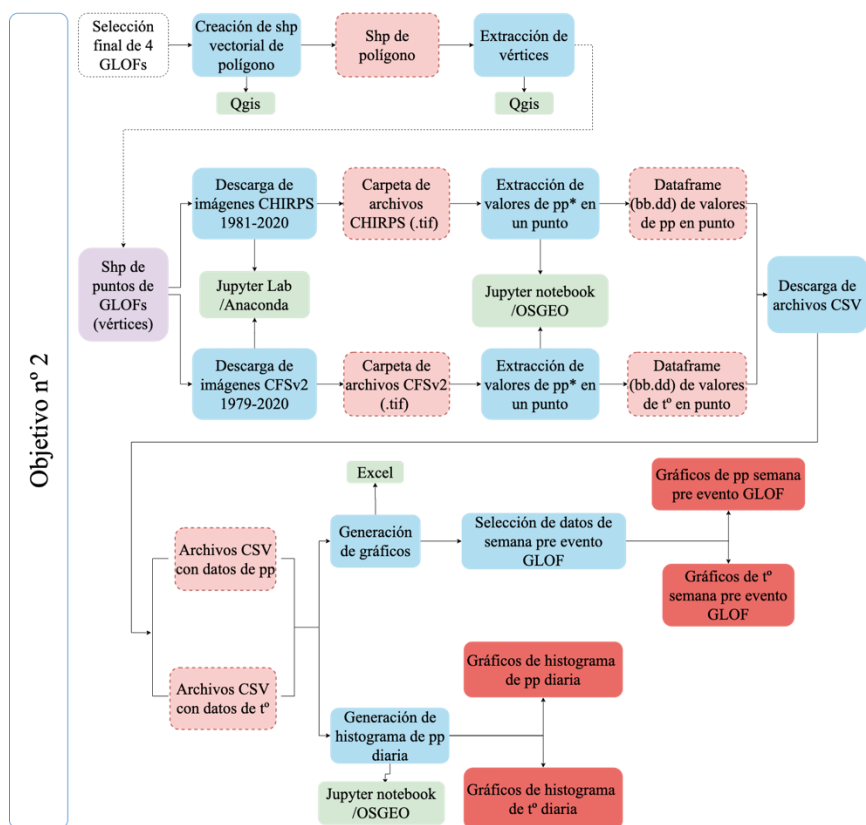 Objetivo nº 2
Selección
final de 4
GLOFs
Creación de shp
vectorial de
polígono
Shp de
polígono
Extracción de
vértices
Qgis
Qgis
Descarga de
imágenes CHIRPS
1981-2020
Carpeta de
archivos
CHIRPS (.tif)
Extracción de
valores de pp* en
un punto
Dataframe
(bb.dd) de valores
de pp en punto
Shp de
puntos de
GLOFs
(vértices)
Jupyter Lab
/Anaconda
Jupyter notebook
/OSGEO
Descarga de
archivos CSV
Descarga de
imágenes CFSv2
1979-2020
Carpeta de
archivos CFSv2
(.tif)
Extracción de
valores de pp* en
un punto
Dataframe
(bb.dd) de valores
de tº en punto
Excel
Gráficos de pp semana
pre evento GLOF
Archivos CSV
con datos de pp
Generación
de gráficos
Selección de datos de
semana pre evento
GLOF
Gráficos de tº
semana pre evento
GLOF
Archivos CSV
con datos de tº
Gráficos de histograma
de pp diaria
Generación de
histograma de pp
diaria
Jupyter notebook
/OSGEO
Gráficos de histograma
de tº diaria